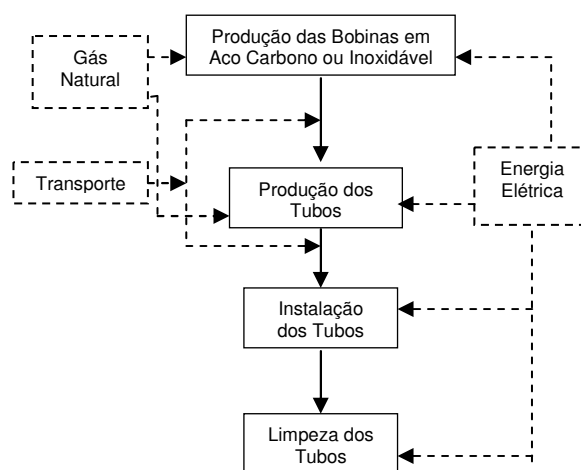 Produção das Bobinas em
Aco Carbono ou Inoxidável
Gás
Natural
Transporte
Produção dos
Tubos
Energia
Elétrica
Instalação
dos Tubos
Limpeza dos
Tubos